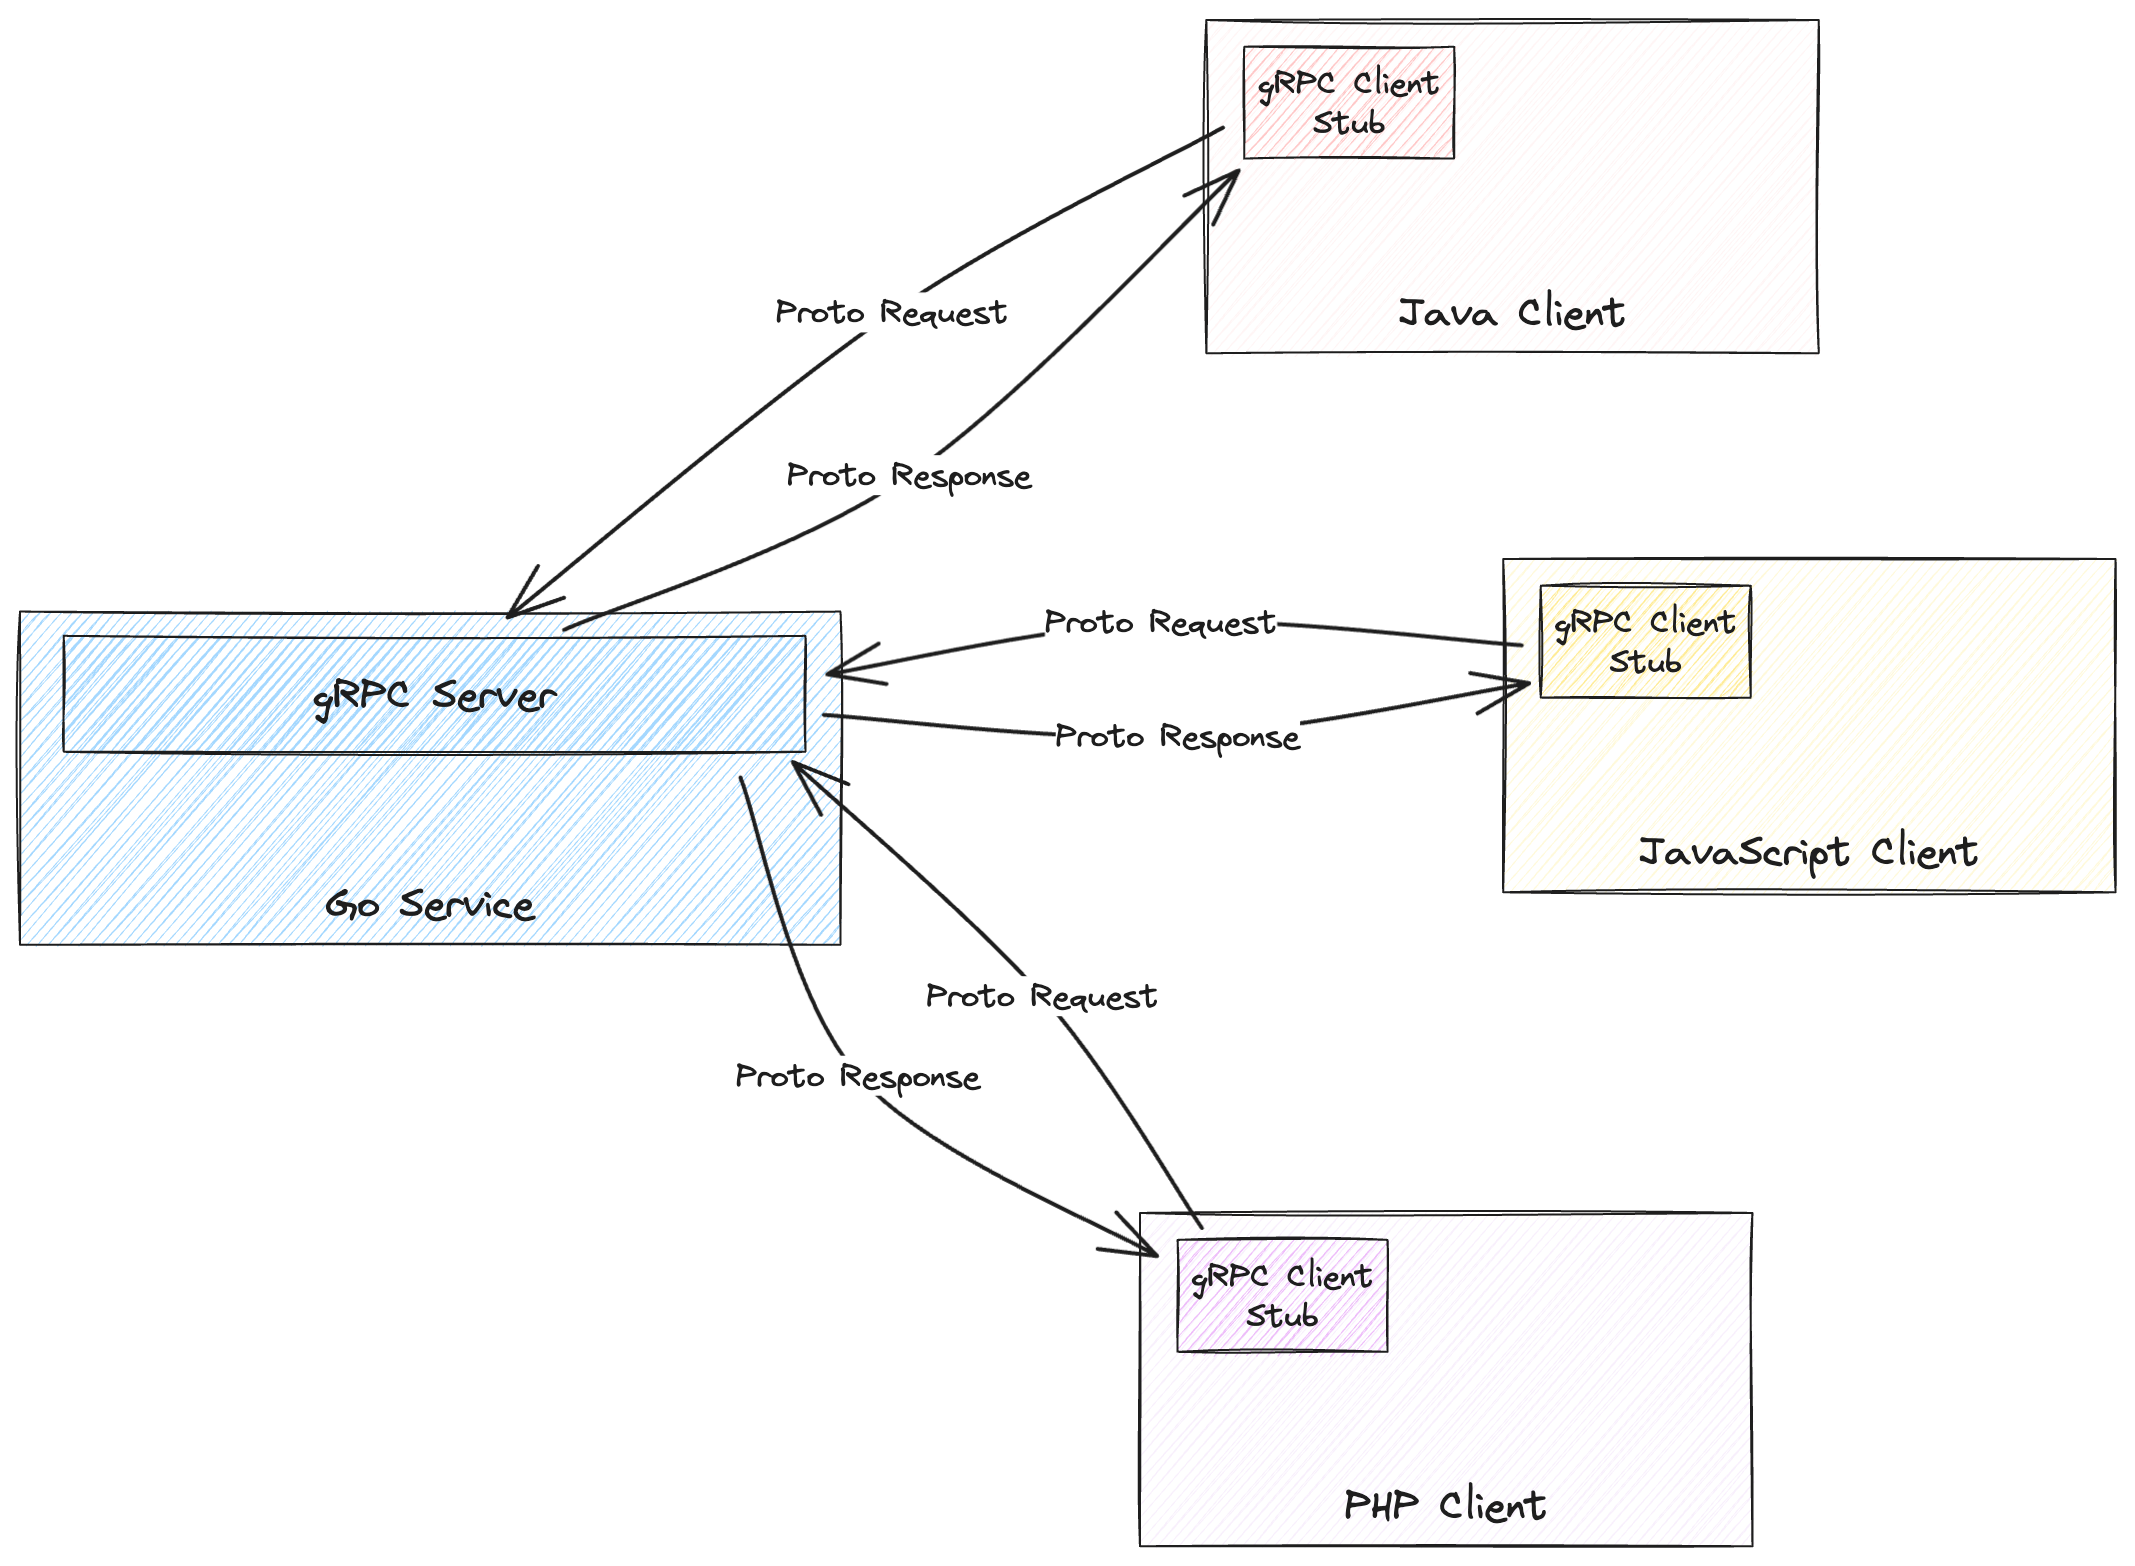 gRPC Client
Stub
Java Client
Proto Request
Proto Response
gRPC Server
Go Service
Proto Request
Proto Response
gRPC Client
Stub
JavaScript Client
Proto Request
Proto Response
gRPC Client
Stub
PHP Client